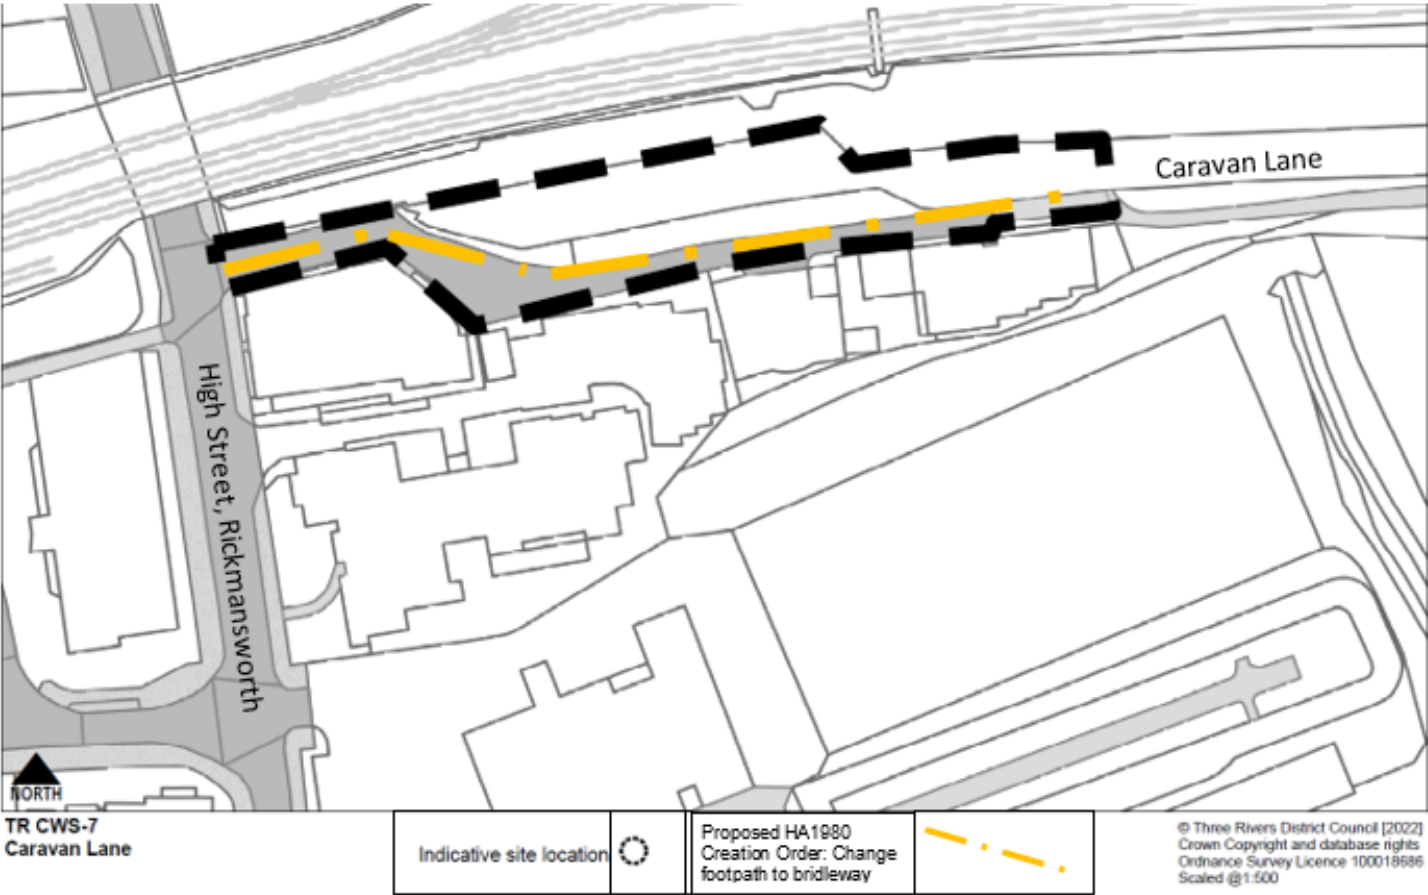 Caravan Lane
High Street, Rickmansworth
NORTH
TR CWS-7
Caravan Lane
Indicative site location
Proposed HA1980
Creation Order: Change
footpath to bridleway
© Three Rivers District Council [2022]
Crown Copyright and database rights
Ordnance Survey Licence 100018686
Scaled @1:500